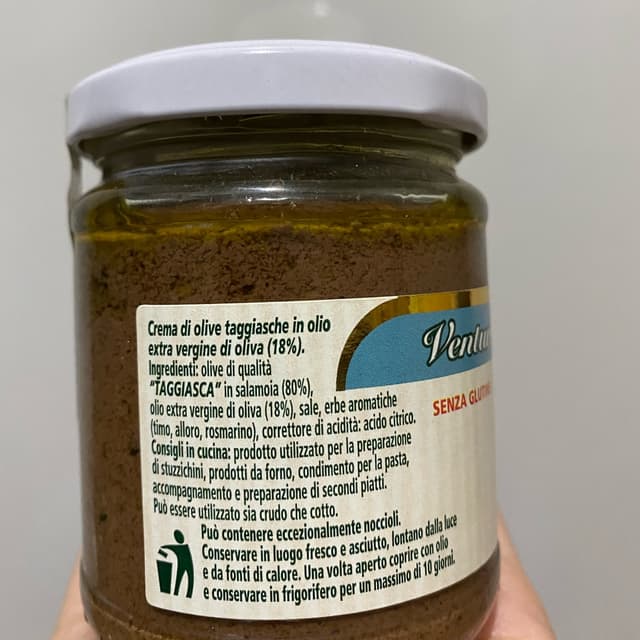 Crema di olive taggiasche in olio
extra vergine di oliva (18%).
Ingredienti: olive di qualità
"TAGGIASCA" in salamoia (80%),
olio extra vergine di oliva (18%), sale, erbe aromatiche
(timo, alloro, rosmarino), correttore di acidità: acido citrico.
Consigli in cucina: prodotto utilizzato per la preparazione
di stuzzichini, prodotti da forno, condimento per la pasta,
accompagnamento e preparazione di secondi piatti.
Può essere utilizzato sia crudo che cotto.
Può contenere eccezionalmente noccioli.
Conservare in luogo fresco e asciutto, lontano dalla luce
e da fonti di calore. Una volta aperto coprire con olio
e conservare in frigorifero per un massimo di 10 giorni.
SENZA